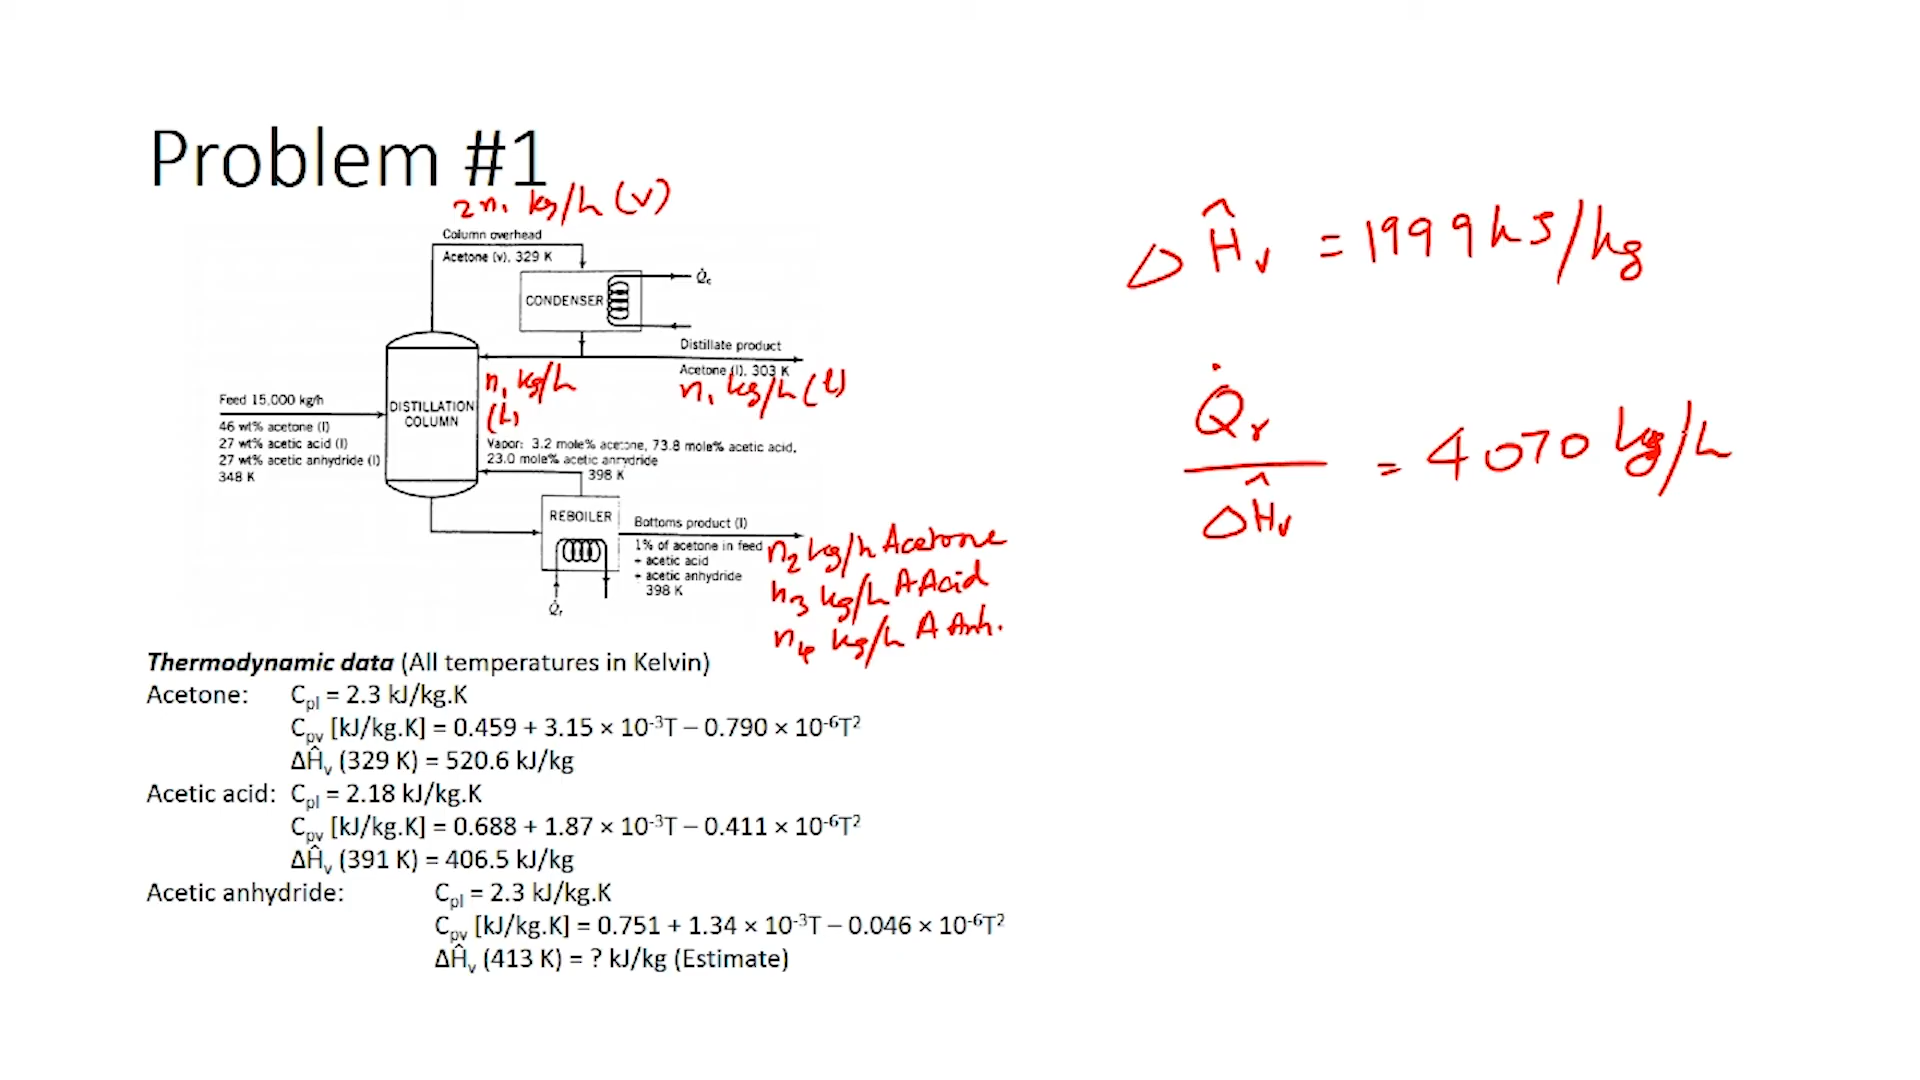 Problem #1
2n₁ kg/h (v)
Column overhead
Acetone (v), 329 K
Q̇c
CONDENSER
Distillate product
Acetone (l), 303 K
n₁ kg/h (l)
n₁ kg/h
(L)
Feed 15,000 kg/h
46 wt% acetone (l)
27 wt% acetic acid (l)
27 wt% acetic anhydride (l)
348 K
DISTILLATION
COLUMN
Vapor: 3.2 mole% acetone, 73.8 mole% acetic acid,
23.0 mole% acetic anhydride
398 K
REBOILER
Bottoms product (l)
1% of acetone in feed
+ acetic acid
+ acetic anhydride
398 K
Q̇r
n₂ kg/h Acetone
n₃ kg/h A Acid
n₄ kg/h A Anh.
Thermodynamic data (All temperatures in Kelvin)
Acetone: Cpl = 2.3 kJ/kg.K
Cpv [kJ/kg.K] = 0.459 + 3.15 × 10⁻³T – 0.790 × 10⁻⁶T²
ΔĤv (329 K) = 520.6 kJ/kg
Acetic acid: Cpl = 2.18 kJ/kg.K
Cpv [kJ/kg.K] = 0.688 + 1.87 × 10⁻³T – 0.411 × 10⁻⁶T²
ΔĤv (391 K) = 406.5 kJ/kg
Acetic anhydride: Cpl = 2.3 kJ/kg.K
Cpv [kJ/kg.K] = 0.751 + 1.34 × 10⁻³T – 0.046 × 10⁻⁶T²
ΔĤv (413 K) = ? kJ/kg (Estimate)
ΔĤv = 1999 kJ/kg
Q̇r
/ΔĤv = 4070 kg/h